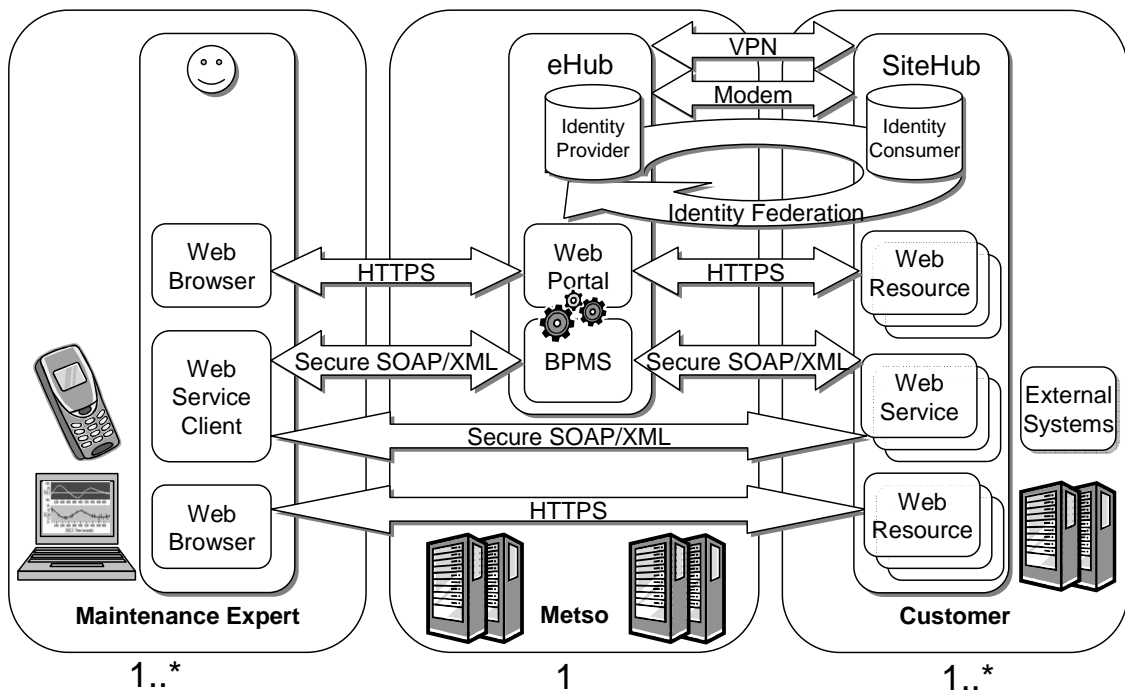 VPN
eHub
SiteHub
Modem
Identity
Provider
Identity
Consumer
Identity Federation
Web
Browser
HTTPS
Web
Portal
HTTPS
Web
Resource
Web
Service
Client
Secure SOAP/XML
BPMS
Secure SOAP/XML
Web
Service
External
Systems
Secure SOAP/XML
Web
Browser
HTTPS
Web
Resource
Maintenance Expert
Metso
Customer
1..*
1
1..*